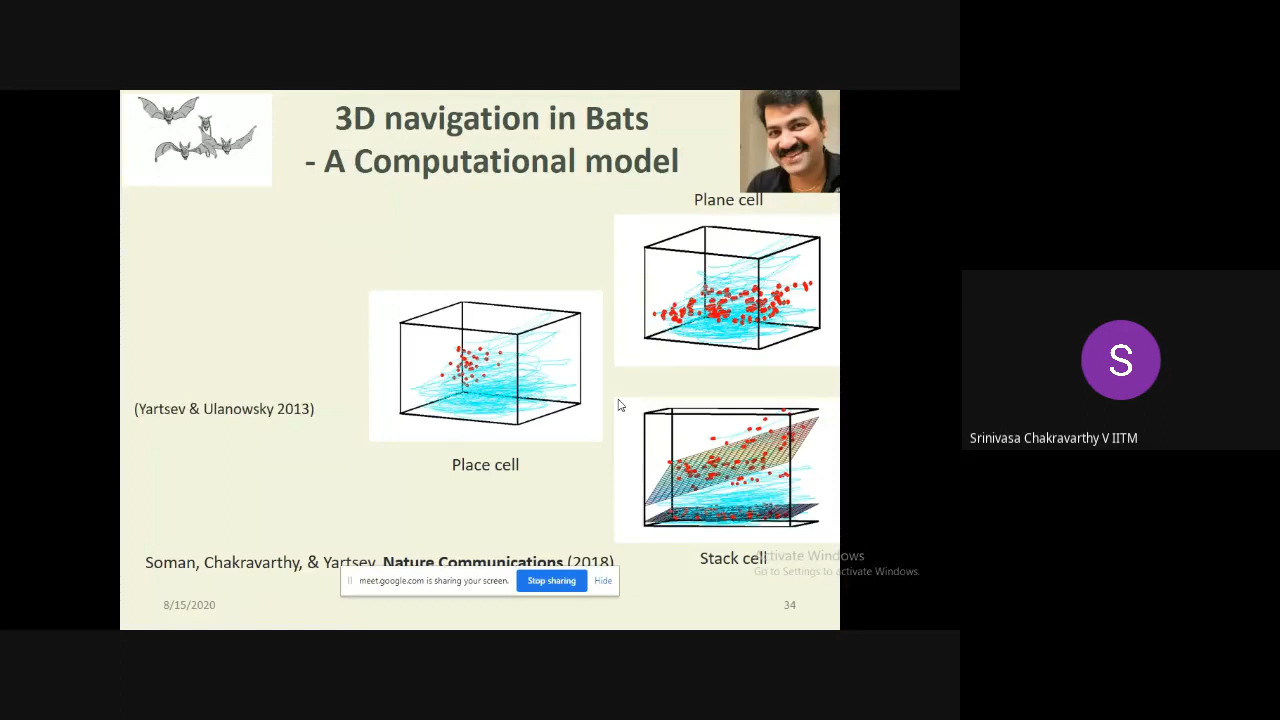 3D navigation in Bats
- A Computational model
Plane cell
(Yartsev & Ulanowsky 2013)
Place cell
S
Srinivasa Chakravarthy V IITM
Soman, Chakravarthy, & Yartsev, Nature Communications (2018)
Stack cell
Activate Windows
Go to Settings to activate Windows.
meet.google.com is sharing your screen.
Stop sharing
Hide
8/15/2020
34